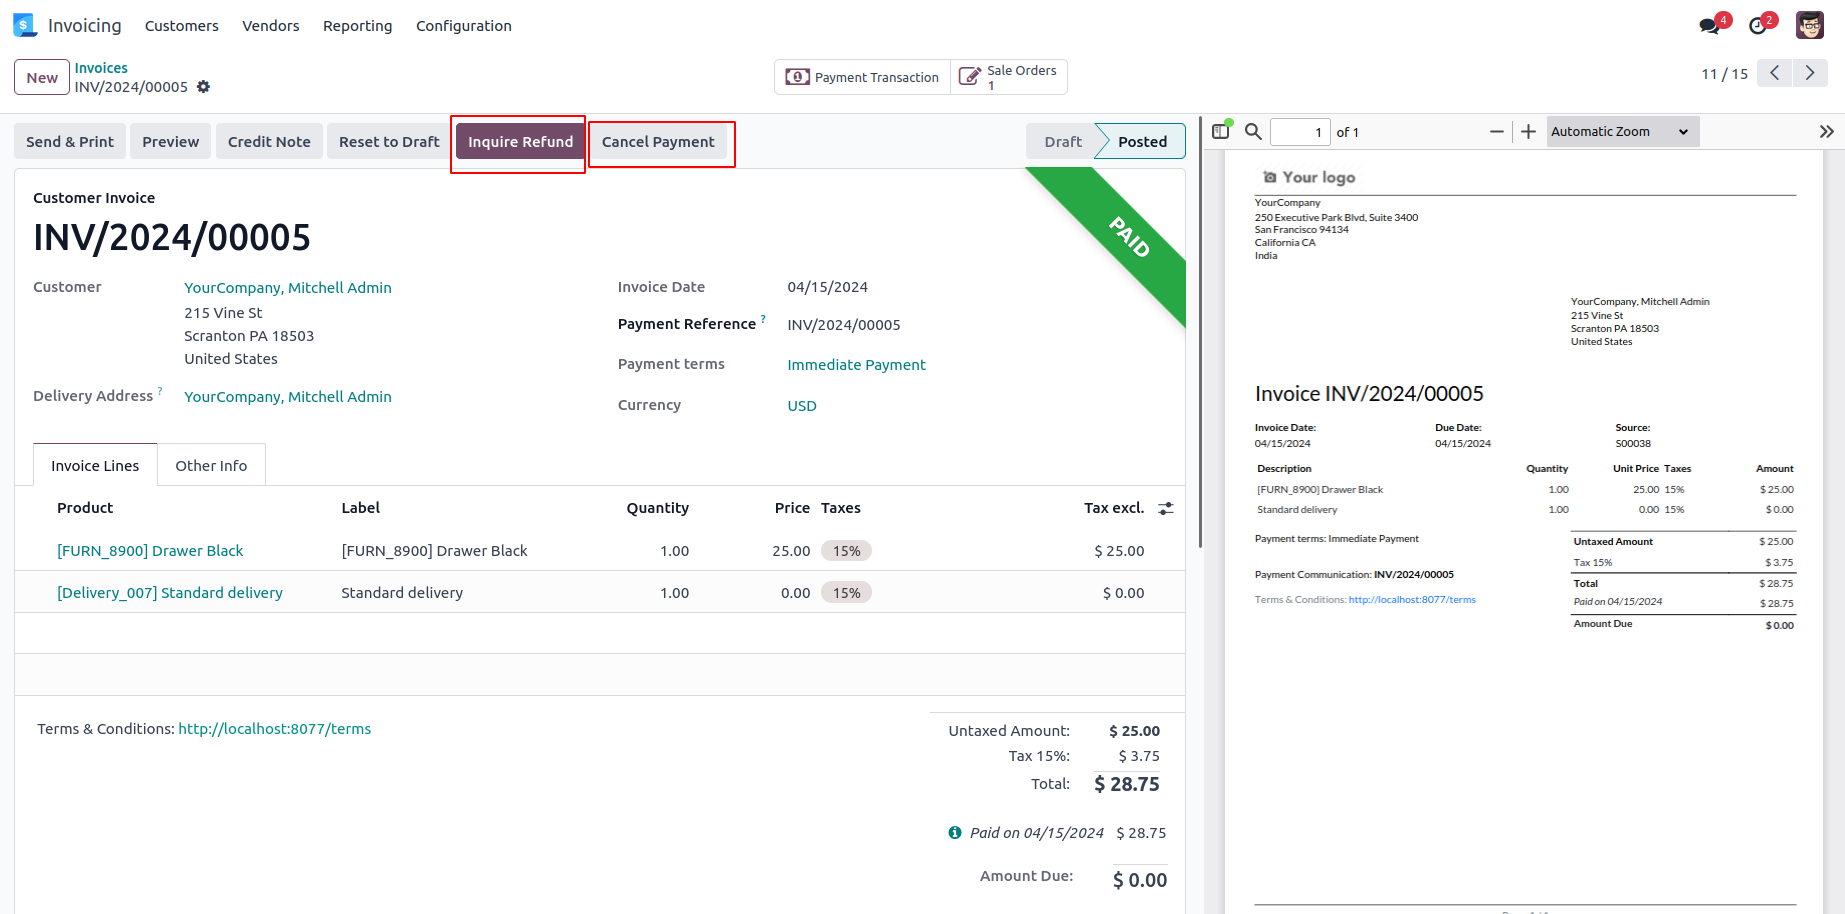 Invoicing Customers Vendors Reporting Configuration 4 2
New Invoices
INV/2024/00005
Payment Transaction Sale Orders
1
11 / 15
Send & Print Preview Credit Note Reset to Draft Inquire Refund Cancel Payment Draft Posted
Customer Invoice
INV/2024/00005
PAID
Customer YourCompany, Mitchell Admin
215 Vine St
Scranton PA 18503
United States
Delivery Address ? YourCompany, Mitchell Admin
Invoice Date 04/15/2024
Payment Reference ? INV/2024/00005
Payment terms Immediate Payment
Currency USD
Invoice Lines Other Info
Product Label Quantity Price Taxes Tax excl.
[FURN_8900] Drawer Black [FURN_8900] Drawer Black 1.00 25.00 15% $ 25.00
[Delivery_007] Standard delivery Standard delivery 1.00 0.00 15% $ 0.00
Terms & Conditions: http://localhost:8077/terms
Untaxed Amount: $ 25.00
Tax 15%: $ 3.75
Total: $ 28.75
Paid on 04/15/2024 $ 28.75
Amount Due: $ 0.00
1 of 1 Automatic Zoom
Your logo
YourCompany
250 Executive Park Blvd, Suite 3400
San Francisco 94134
California CA
India
YourCompany, Mitchell Admin
215 Vine St
Scranton PA 18503
United States
Invoice INV/2024/00005
Invoice Date: Due Date: Source:
04/15/2024 04/15/2024 S00038
Description Quantity Unit Price Taxes Amount
[FURN_8900] Drawer Black 1.00 25.00 15% $ 25.00
Standard delivery 1.00 0.00 15% $ 0.00
Payment terms: Immediate Payment
Payment Communication: INV/2024/00005
Terms & Conditions: http://localhost:8077/terms
Untaxed Amount $ 25.00
Tax 15% $ 3.75
Total $ 28.75
Paid on 04/15/2024 $ 28.75
Amount Due $ 0.00